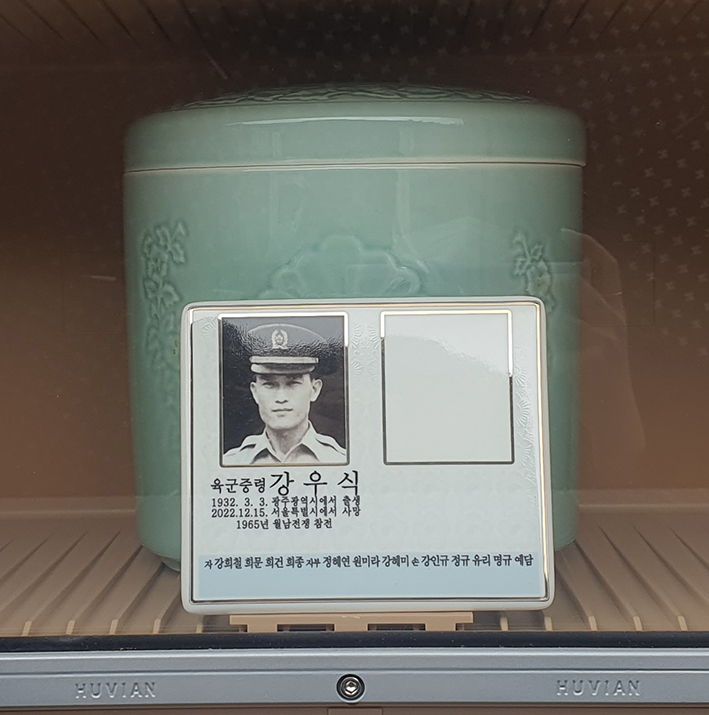 육군중령 강우식
1932. 3. 3. 광주광역시에서 출생
2022.12.15. 서울특별시에서 사망
1965년 월남전쟁 참전
자 강희철 희문 희건 희종 자부 정혜연 원미라 강혜미 손 강인규 정규 유리 명규 예담
HUVIAN HUVIAN